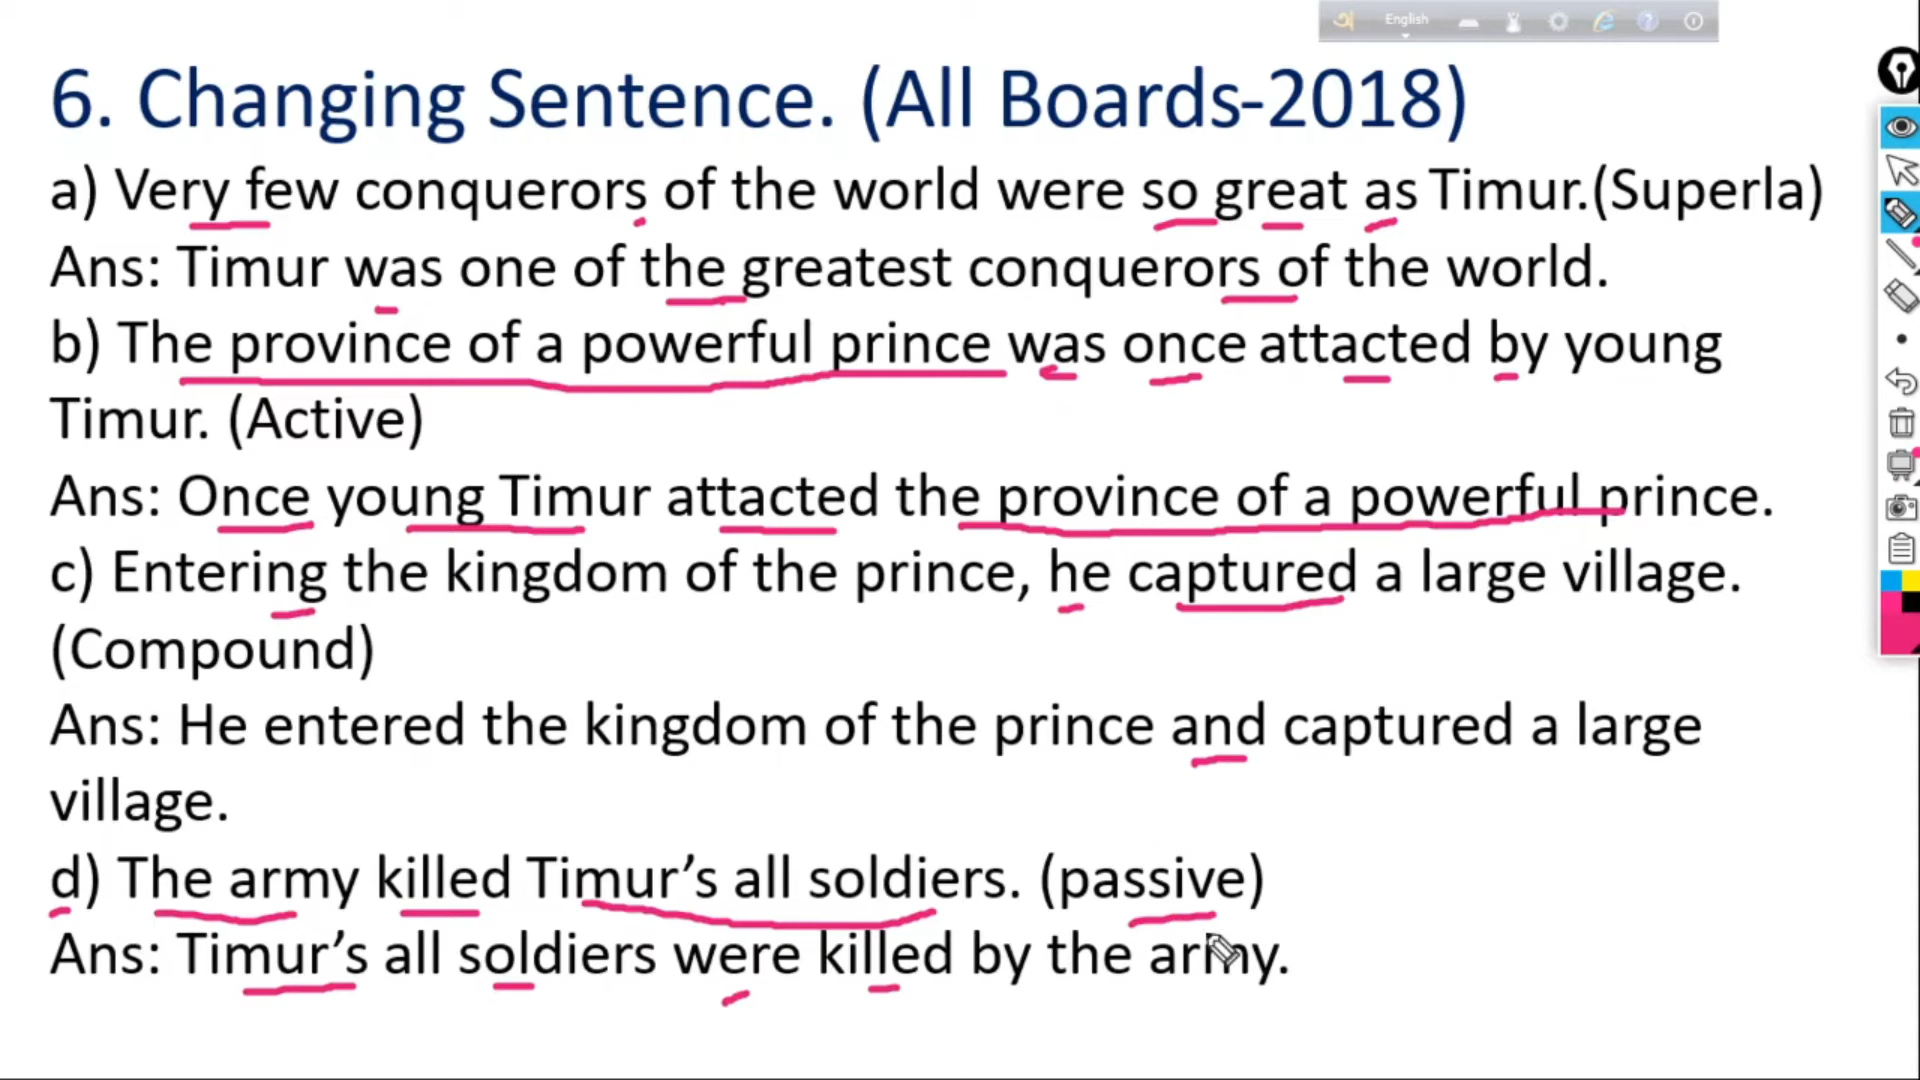 English
6. Changing Sentence. (All Boards-2018)
a) Very few conquerors of the world were so great as Timur.(Superla)
Ans: Timur was one of the greatest conquerors of the world.
b) The province of a powerful prince was once attacted by young
Timur. (Active)
Ans: Once young Timur attacted the province of a powerful prince.
c) Entering the kingdom of the prince, he captured a large village.
(Compound)
Ans: He entered the kingdom of the prince and captured a large
village.
d) The army killed Timur’s all soldiers. (passive)
Ans: Timur’s all soldiers were killed by the army.